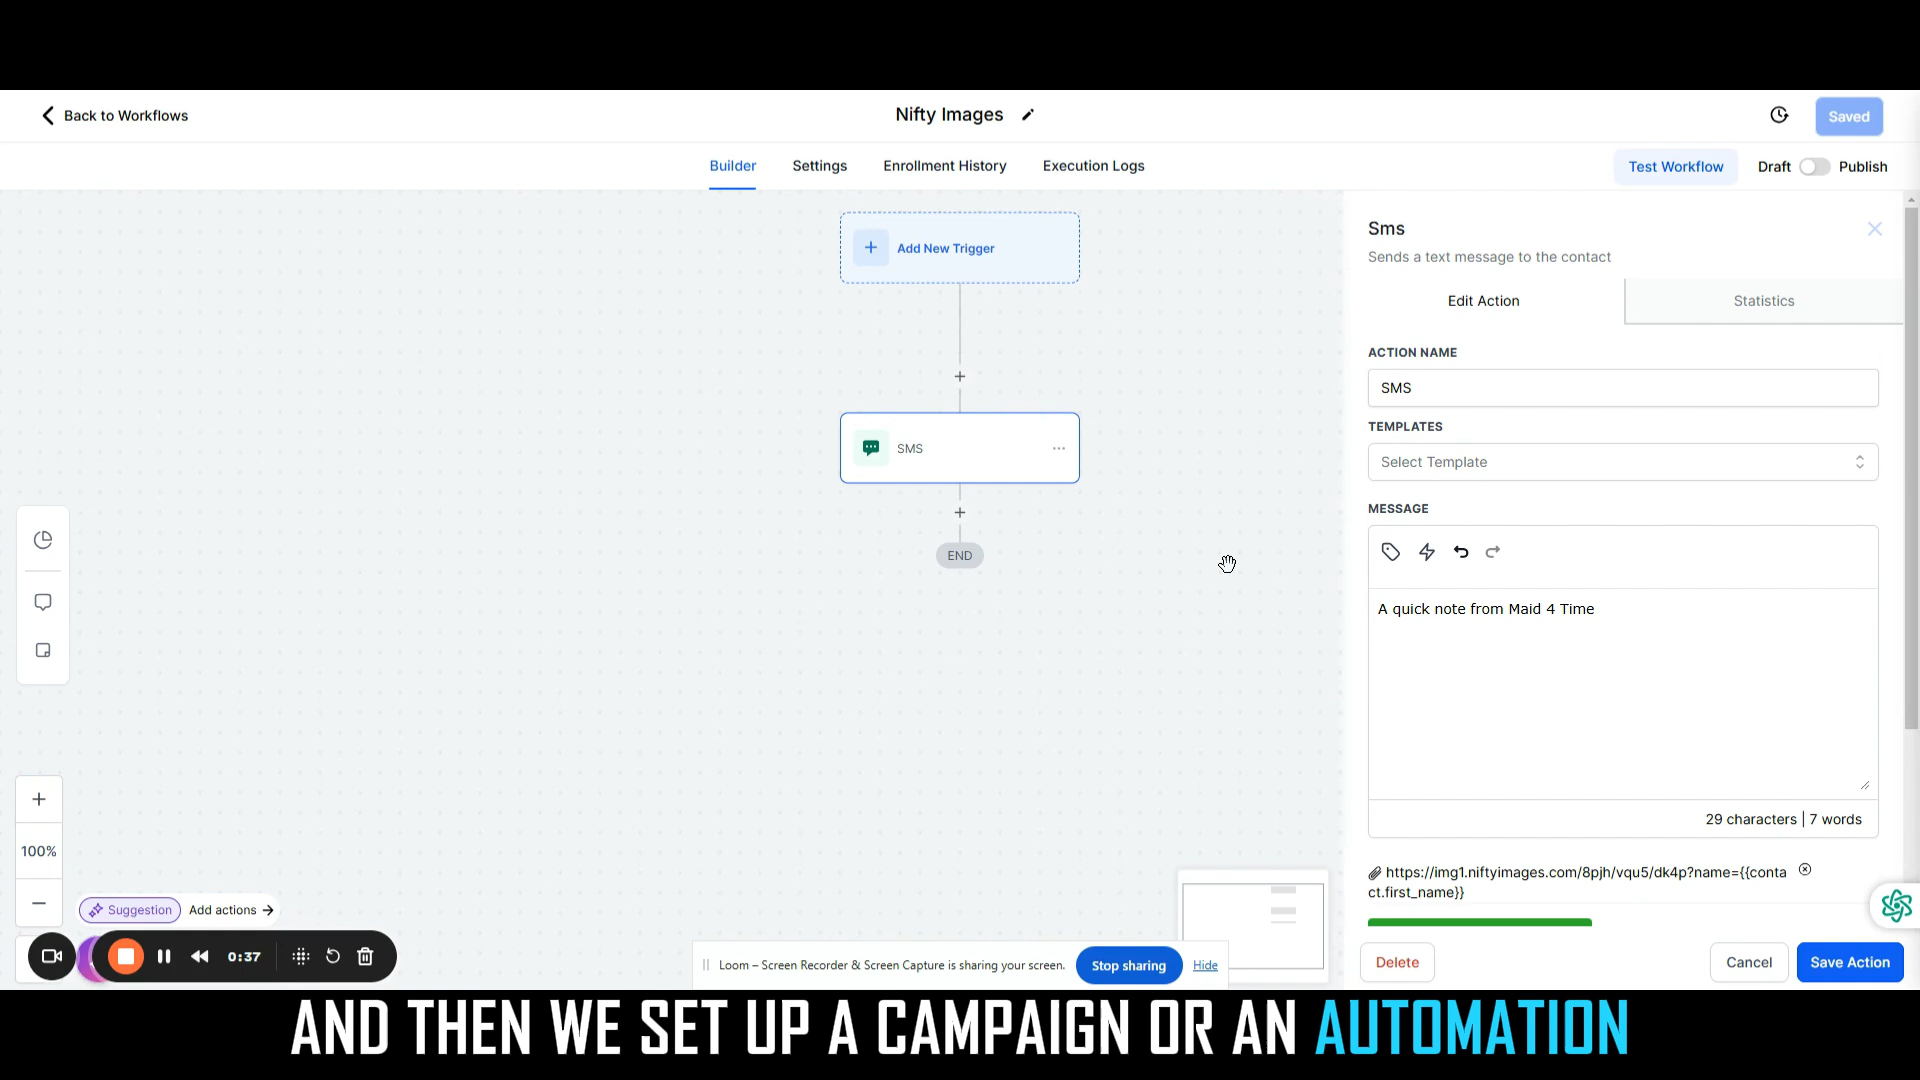 Back to Workflows
Nifty Images
Saved
Builder
Settings
Enrollment History
Execution Logs
Test Workflow
Draft
Publish
Add New Trigger
SMS
END
Sms
Sends a text message to the contact
Edit Action
Statistics
ACTION NAME
SMS
TEMPLATES
Select Template
MESSAGE
A quick note from Maid 4 Time
29 characters | 7 words
https://img1.niftyimages.com/8pjh/vqu5/dk4p?name={{conta
ct.first_name}}
Delete
Cancel
Save Action
100%
Suggestion
Add actions
0:37
Loom – Screen Recorder & Screen Capture is sharing your screen.
Stop sharing
Hide
AND THEN WE SET UP A CAMPAIGN OR AN AUTOMATION